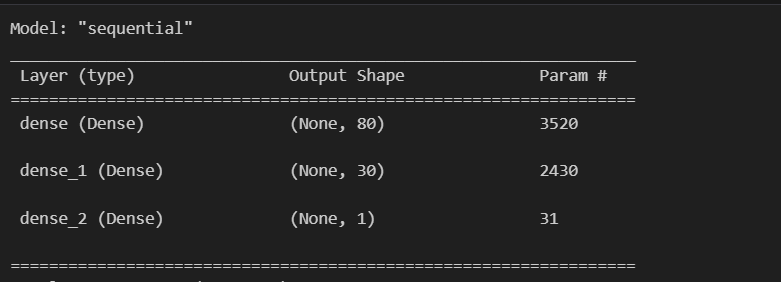 Model: "sequential"
Layer (type) Output Shape Param #
dense (Dense) (None, 80) 3520
dense_1 (Dense) (None, 30) 2430
dense_2 (Dense) (None, 1) 31